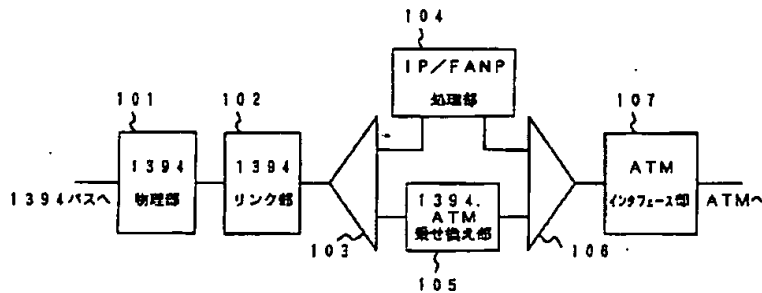 104
IP/FANP
処理部
101
102
107
1394
物理部
1394
リンク部
ATM
インタフェース部
1394バスへ
ATMへ
1394.
ATM
乗せ換え部
103
105
106